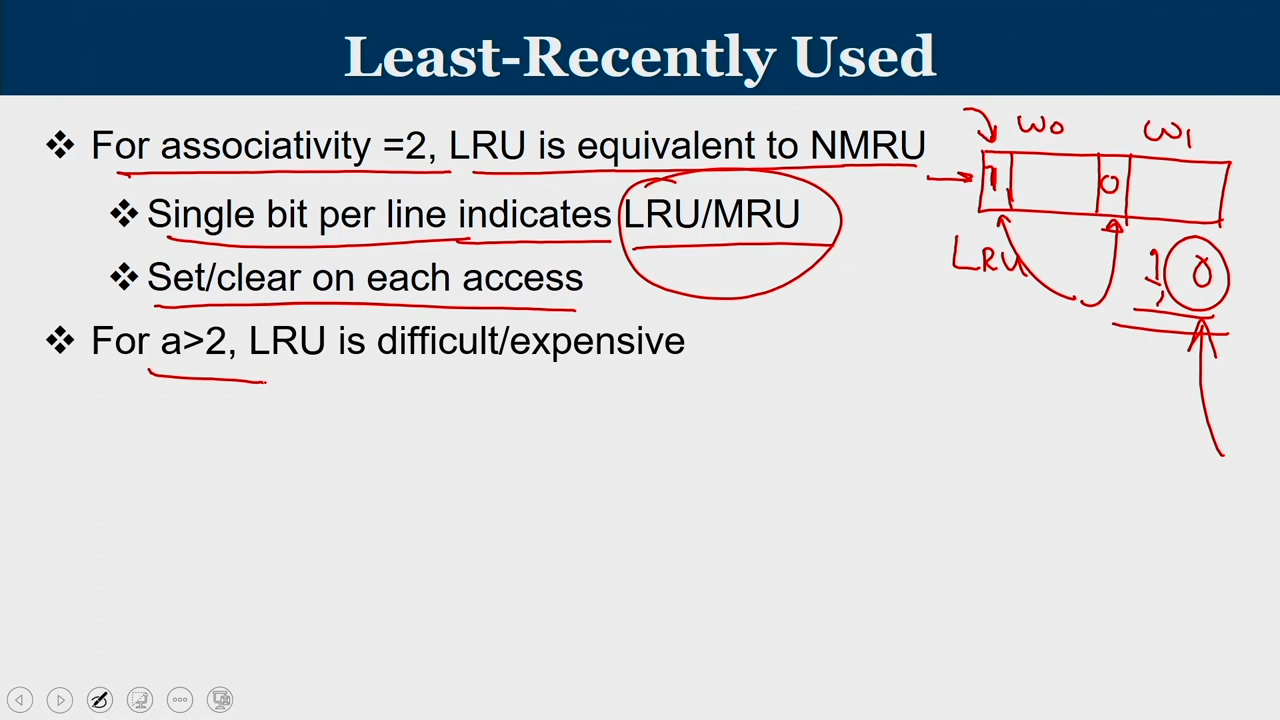 Least-Recently Used
❖ For associativity =2, LRU is equivalent to NMRU
❖ Single bit per line indicates LRU/MRU
❖ Set/clear on each access
❖ For a>2, LRU is difficult/expensive
W0 W1
1 0
LRU
0